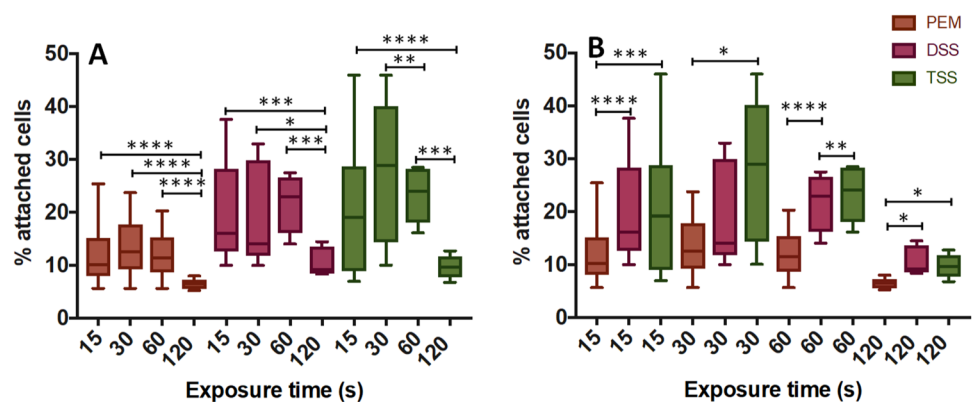 A
% attached cells
50
40
30
20
10
0
****
****
****
***
*
***
****
**
***
15 30 60 120 15 30 60 120 15 30 60 120
Exposure time (s)
B
% attached cells
50
40
30
20
10
0
***
****
*
****
**
*
*
15 15 15 30 30 30 60 60 60 120 120 120
Exposure time (s)
PEM
DSS
TSS